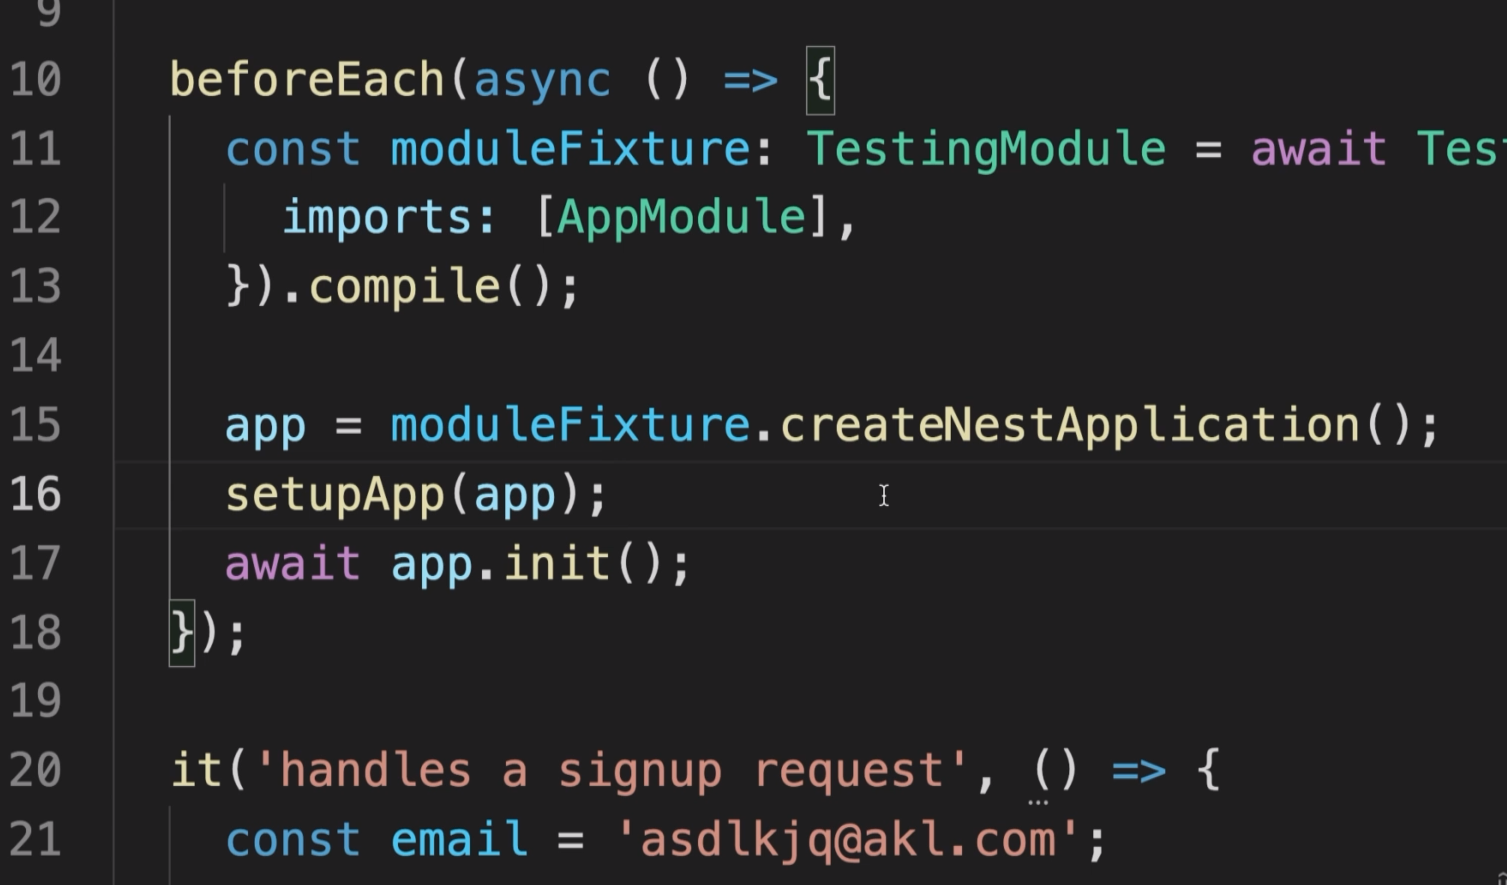 9
10 beforeEach(async () => {
11 const moduleFixture: TestingModule = await
12 imports: [AppModule],
13 }).compile();
14
15 app = moduleFixture.createNestApplication();
16 setupApp(app);
17 await app.init();
18 });
19
20 it('handles a signup request', () => {
21 const email = 'asdlkjq@akl.com';